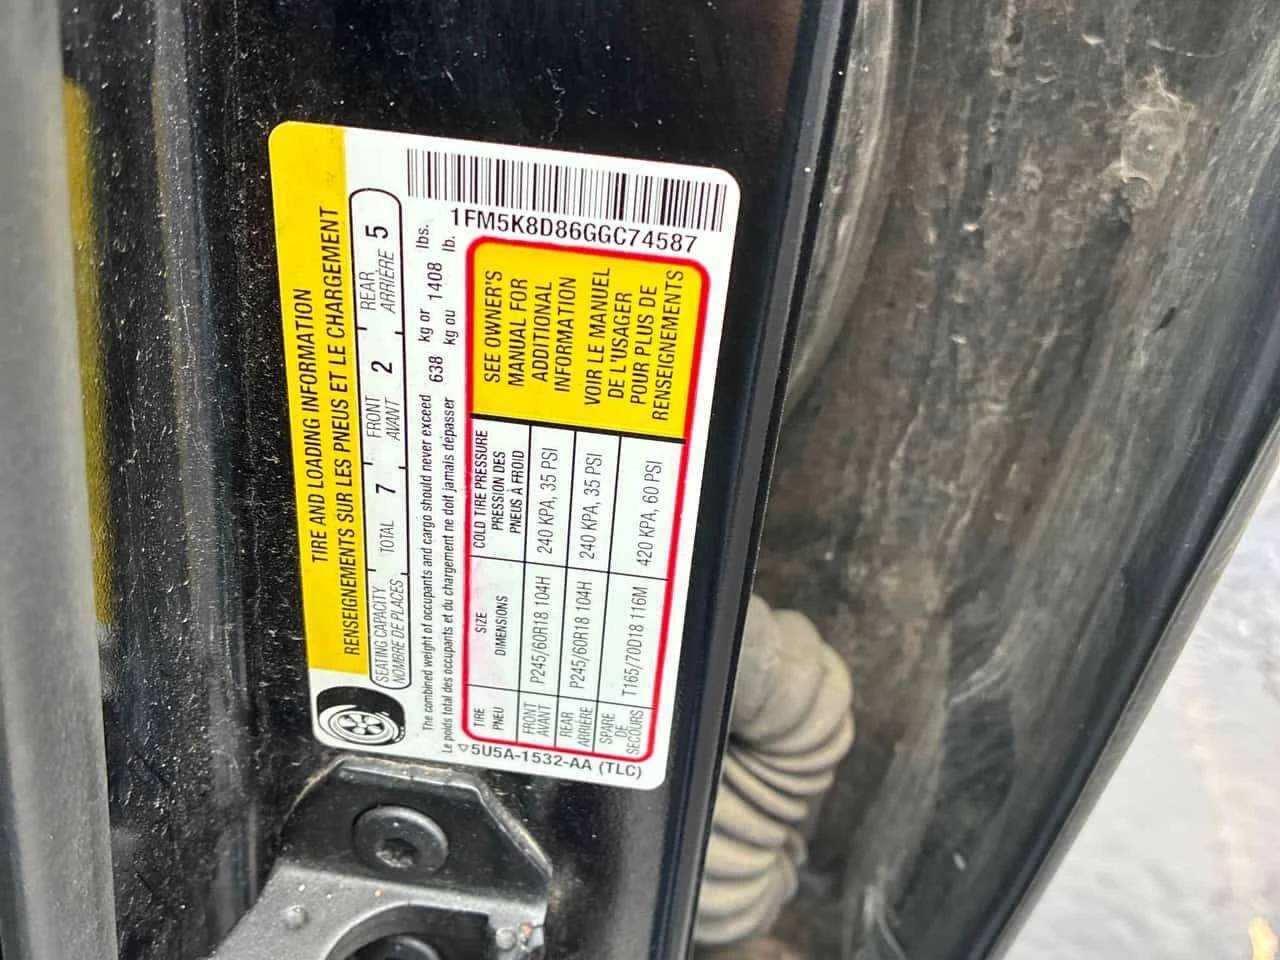 1FM5K8D86GGC74587
TIRE AND LOADING INFORMATION
RENSEIGNEMENTS SUR LES PNEUS ET LE CHARGEMENT
SEATING CAPACITY
NOMBRE DE PLACES
TOTAL 7
FRONT
AVANT
2
REAR
ARRIÈRE
5
The combined weight of occupants and cargo should never exceed 638 kg or 1408 lbs.
Le poids total des occupants et du chargement ne doit jamais dépasser kg ou lb.
TIRE
PNEU
SIZE
DIMENSIONS
COLD TIRE PRESSURE
PRESSION DES
PNEUS À FROID
FRONT
AVANT
P245/60R18 104H
240 KPA, 35 PSI
REAR
ARRIÈRE
P245/60R18 104H
240 KPA, 35 PSI
SPARE
DE
SECOURS
T165/70D18 116M
420 KPA, 60 PSI
SEE OWNER'S
MANUAL FOR
ADDITIONAL
INFORMATION
VOIR LE MANUEL
DE L'USAGER
POUR PLUS DE
RENSEIGNEMENTS
5U5A-1532-AA (TLC)